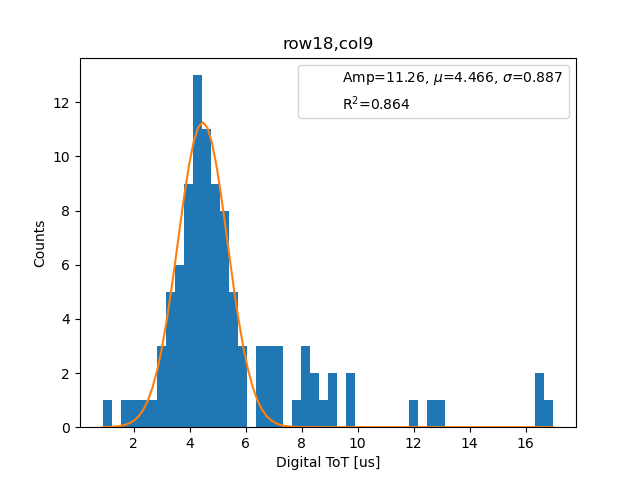 row18,col9
Amp=11.26, μ=4.466, σ=0.887
R²=0.864
Counts
12
10
8
6
4
2
0
2 4 6 8 10 12 14 16
Digital ToT [us]